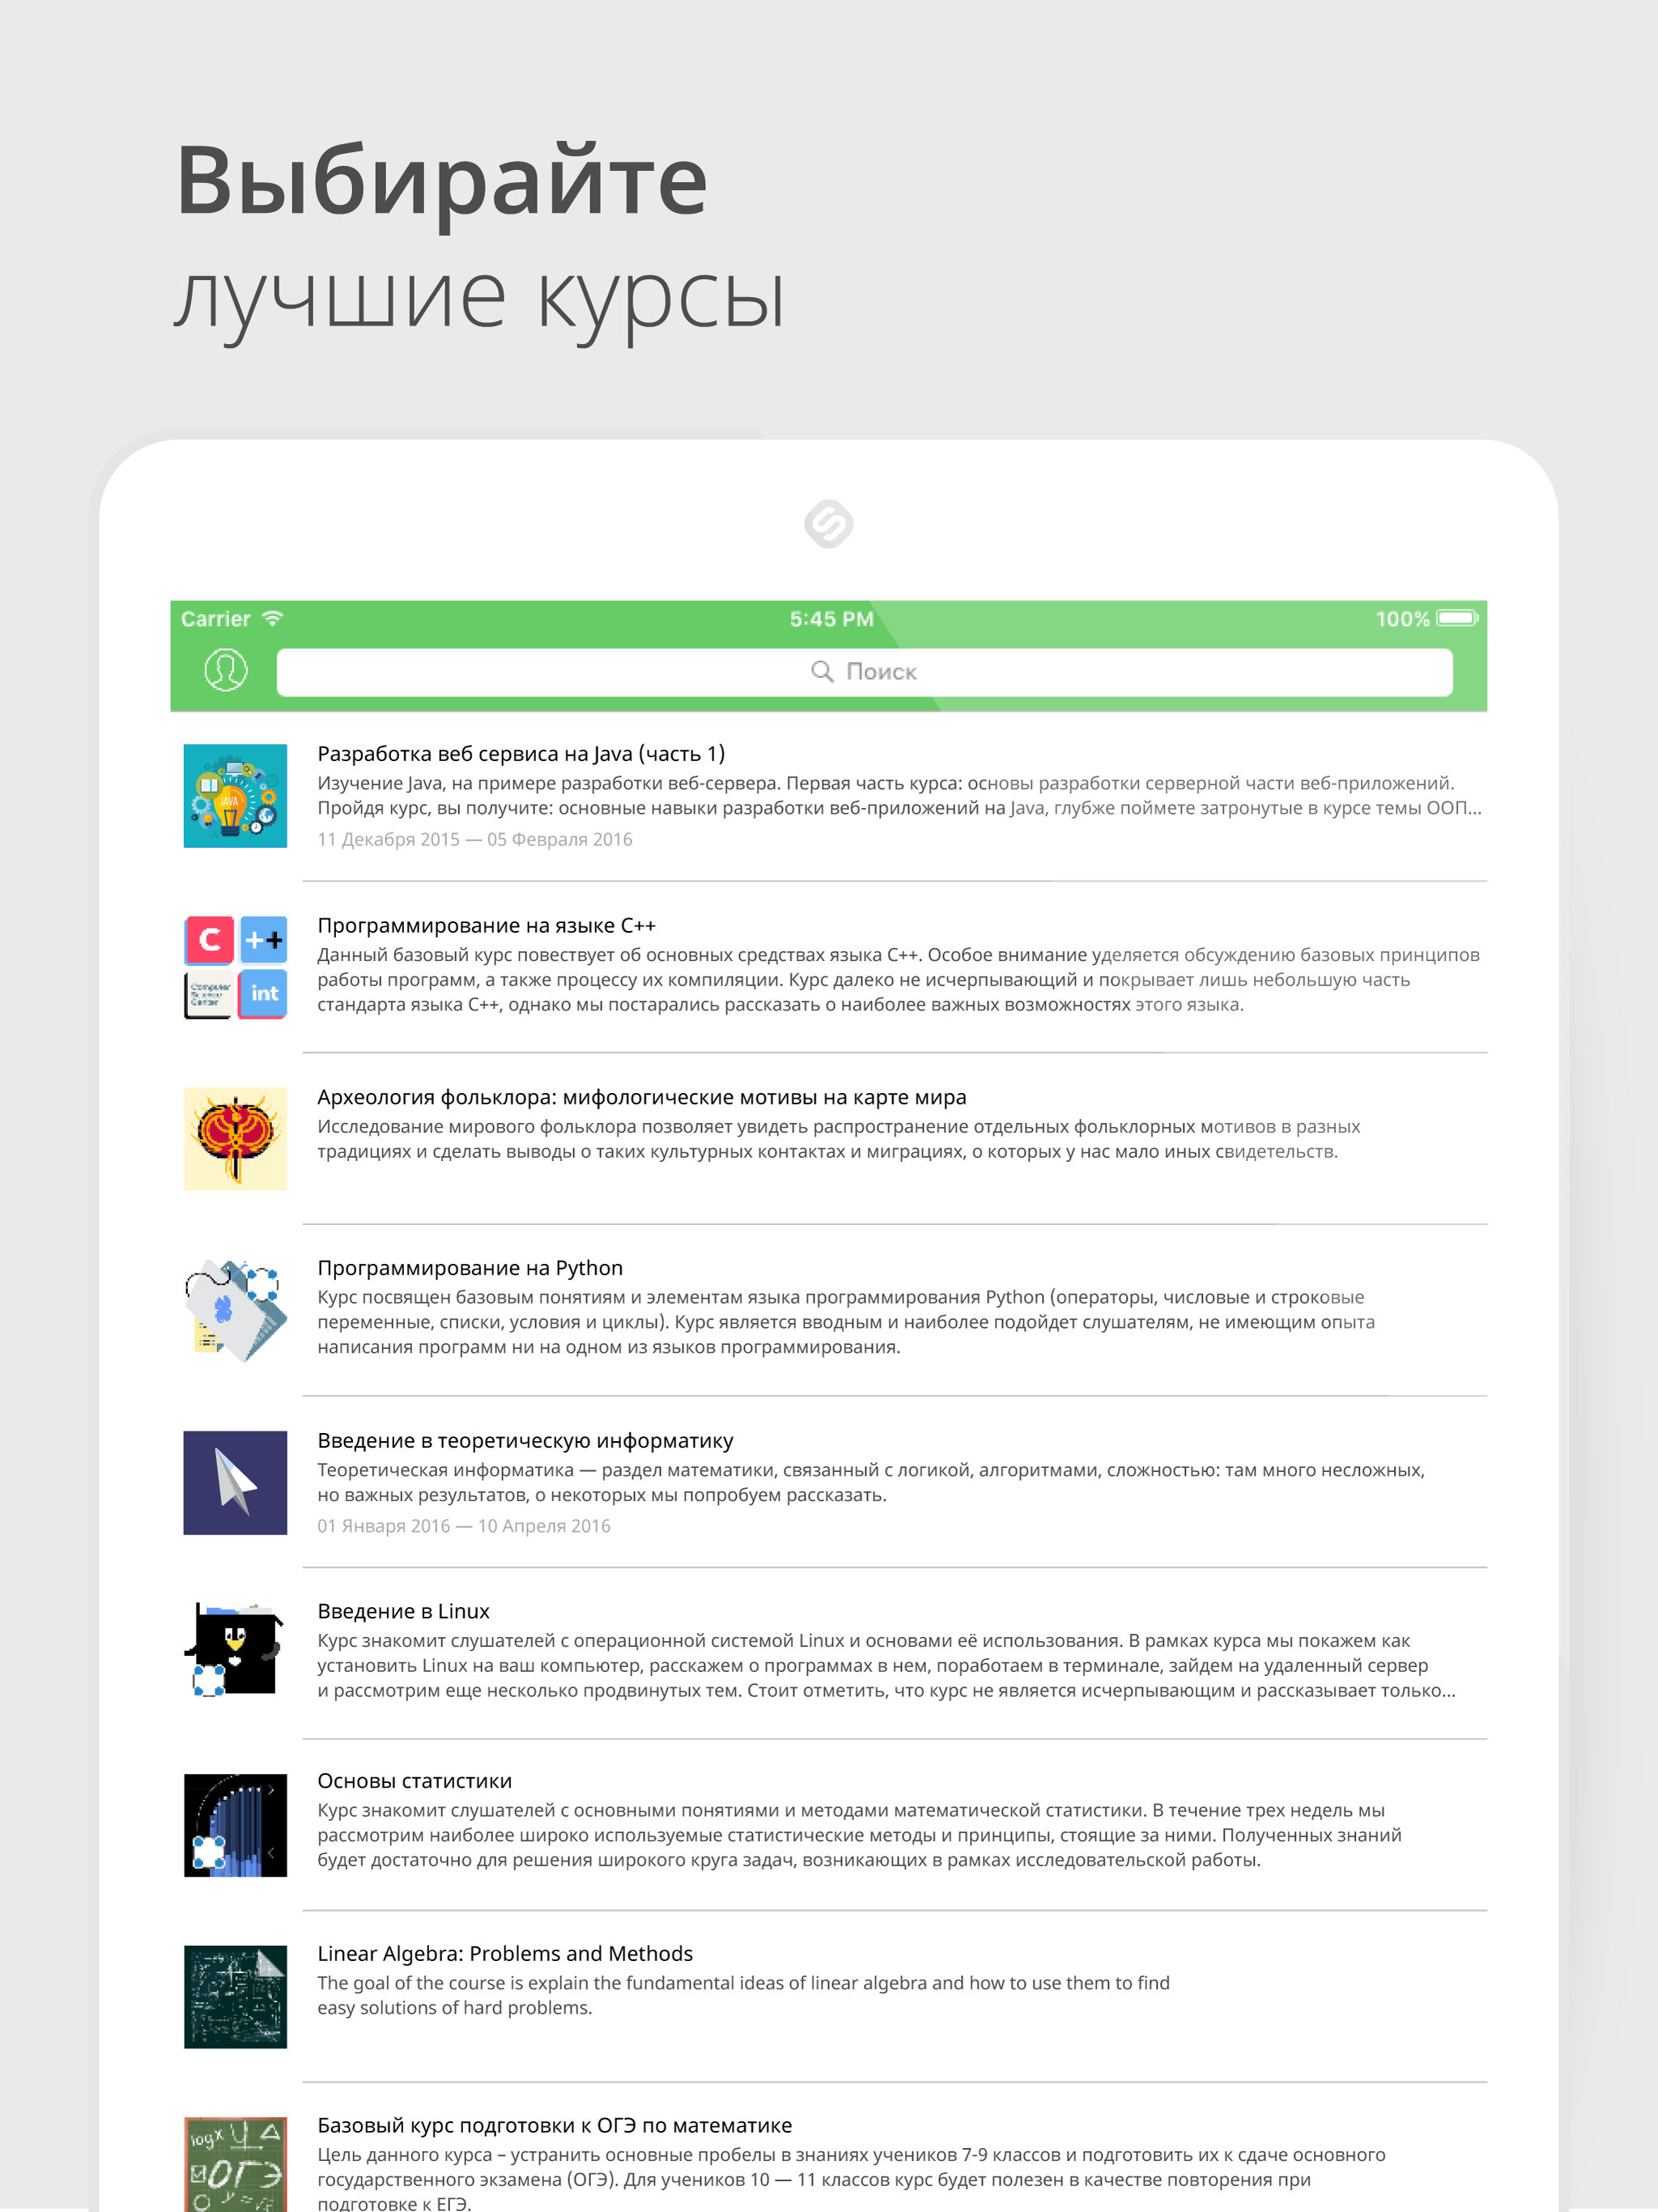 Выбирайте
лучшие курсы
Carrier 5:45 PM 100%
Поиск
JAVA
Разработка веб сервиса на Java (часть 1)
Изучение Java, на примере разработки веб-сервера. Первая часть курса: основы разработки серверной части веб-приложений.
Пройдя курс, вы получите: основные навыки разработки веб-приложений на Java, глубже поймете затронутые в курсе темы ООП...
11 Декабря 2015 — 05 Февраля 2016
C ++
Computer Science Center int
Программирование на языке C++
Данный базовый курс повествует об основных средствах языка C++. Особое внимание уделяется обсуждению базовых принципов
работы программ, а также процессу их компиляции. Курс далеко не исчерпывающий и покрывает лишь небольшую часть
стандарта языка C++, однако мы постарались рассказать о наиболее важных возможностях этого языка.
Археология фольклора: мифологические мотивы на карте мира
Исследование мирового фольклора позволяет увидеть распространение отдельных фольклорных мотивов в разных
традициях и сделать выводы о таких культурных контактах и миграциях, о которых у нас мало иных свидетельств.
Программирование на Python
Курс посвящен базовым понятиям и элементам языка программирования Python (операторы, числовые и строковые
переменные, списки, условия и циклы). Курс является вводным и наиболее подойдет слушателям, не имеющим опыта
написания программ ни на одном из языков программирования.
Введение в теоретическую информатику
Теоретическая информатика — раздел математики, связанный с логикой, алгоритмами, сложностью: там много несложных,
но важных результатов, о некоторых мы попробуем рассказать.
01 Января 2016 — 10 Апреля 2016
Введение в Linux
Курс знакомит слушателей с операционной системой Linux и основами её использования. В рамках курса мы покажем как
установить Linux на ваш компьютер, расскажем о программах в нем, поработаем в терминале, зайдем на удаленный сервер
и рассмотрим еще несколько продвинутых тем. Стоит отметить, что курс не является исчерпывающим и рассказывает только...
Основы статистики
Курс знакомит слушателей с основными понятиями и методами математической статистики. В течение трех недель мы
рассмотрим наиболее широко используемые статистические методы и принципы, стоящие за ними. Полученных знаний
будет достаточно для решения широкого круга задач, возникающих в рамках исследовательской работы.
Linear Algebra: Problems and Methods
The goal of the course is explain the fundamental ideas of linear algebra and how to use them to find
easy solutions of hard problems.
logx
ОГЭ
Базовый курс подготовки к ОГЭ по математике
Цель данного курса – устранить основные пробелы в знаниях учеников 7-9 классов и подготовить их к сдаче основного
государственного экзамена (ОГЭ). Для учеников 10 — 11 классов курс будет полезен в качестве повторения при
подготовке к ЕГЭ.